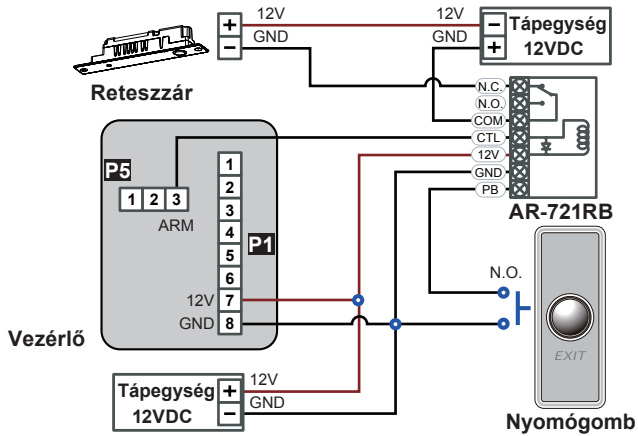 12V
12V
+
−
Tápegység
12VDC
GND
GND
−
+
Reteszzár
N.C.
N.O.
COM
CTL
12V
GND
PB
AR-721RB
P5
1 2 3
ARM
P1
1
2
3
4
5
6
12V 7
GND 8
Vezérlő
N.O.
EXIT
Nyomógomb
Tápegység
12VDC
+
−
12V
GND